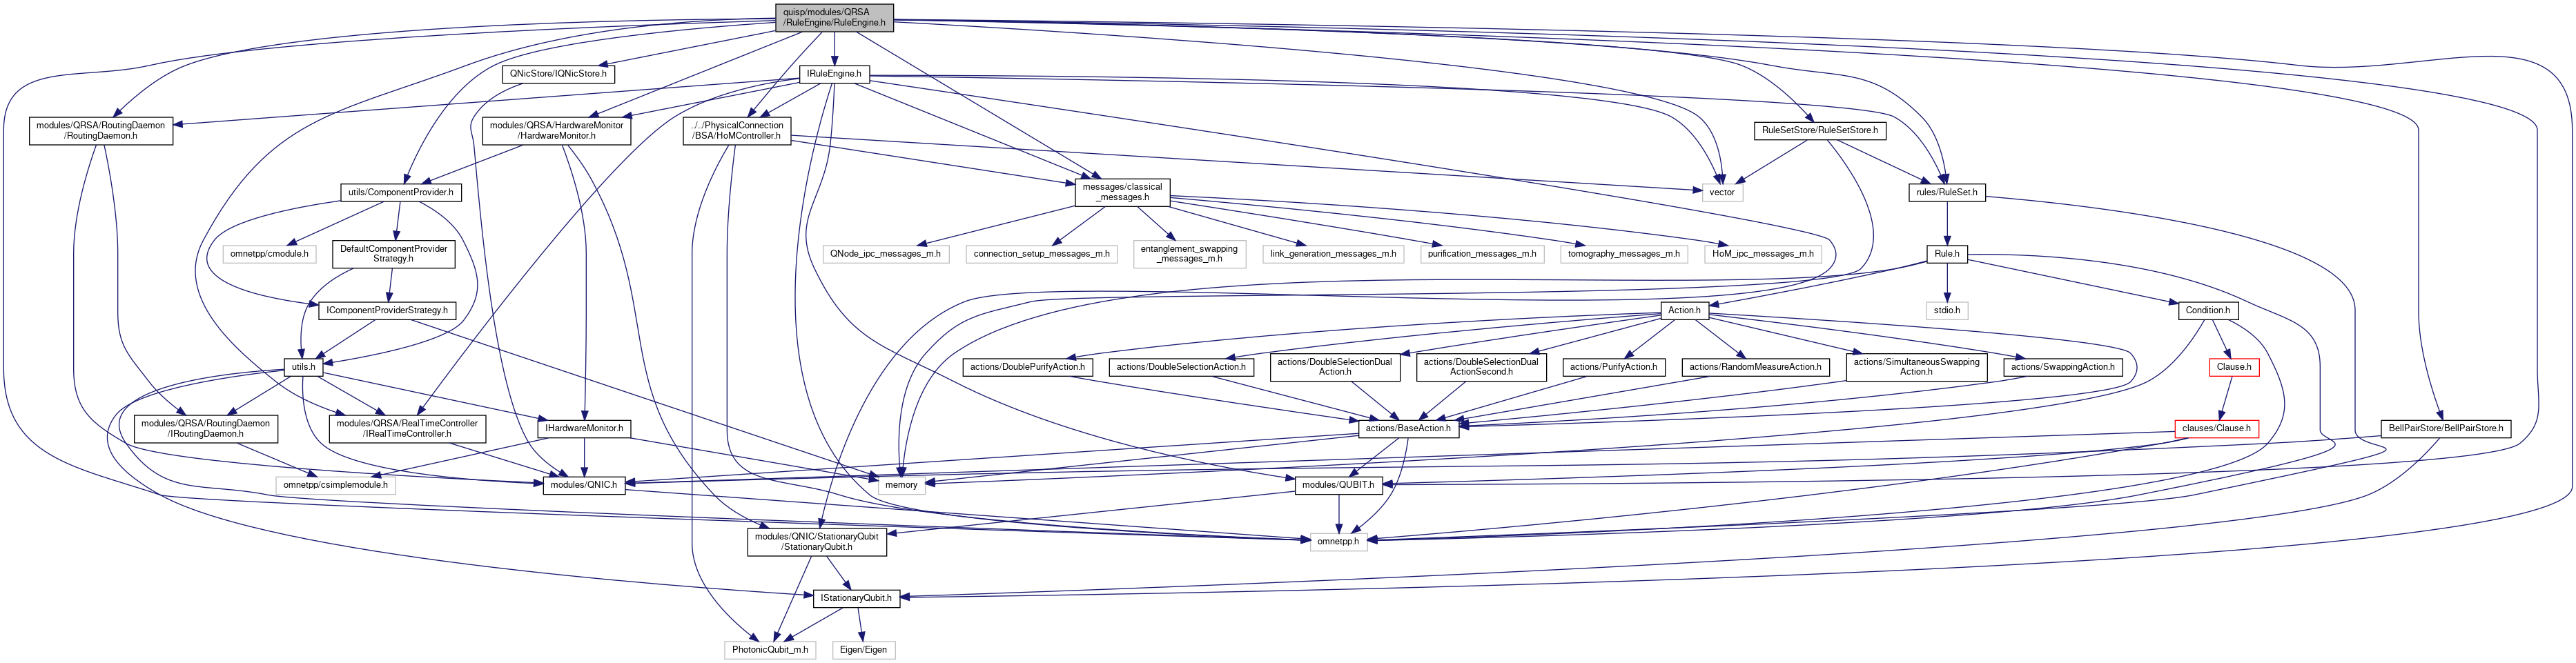 quisp/modules/QRSA
/RuleEngine/RuleEngine.h
QNicStore/IQNicStore.h
IRuleEngine.h
modules/QRSA/RoutingDaemon
/RoutingDaemon.h
modules/QRSA/HardwareMonitor
/HardwareMonitor.h
../../PhysicalConnection
/BSA/HoMController.h
RuleSetStore/RuleSetStore.h
utils/ComponentProvider.h
messages/classical
_messages.h
vector
rules/RuleSet.h
omnetpp/cmodule.h
DefaultComponentProvider
Strategy.h
QNode_ipc_messages_m.h
connection_setup_messages_m.h
entanglement_swapping
_messages_m.h
link_generation_messages_m.h
purification_messages_m.h
tomography_messages_m.h
HoM_ipc_messages_m.h
Rule.h
IComponentProviderStrategy.h
Action.h
stdio.h
Condition.h
utils.h
actions/DoublePurifyAction.h
actions/DoubleSelectionAction.h
actions/DoubleSelectionDual
Action.h
actions/DoubleSelectionDual
ActionSecond.h
actions/PurifyAction.h
actions/RandomMeasureAction.h
actions/SimultaneousSwapping
Action.h
actions/SwappingAction.h
Clause.h
modules/QRSA/RoutingDaemon
/IRoutingDaemon.h
modules/QRSA/RealTimeController
/IRealTimeController.h
IHardwareMonitor.h
actions/BaseAction.h
clauses/Clause.h
BellPairStore/BellPairStore.h
omnetpp/csimplemodule.h
modules/QNIC.h
memory
modules/QUBIT.h
modules/QNIC/StationaryQubit
/StationaryQubit.h
omnetpp.h
IStationaryQubit.h
PhotonicQubit_m.h
Eigen/Eigen